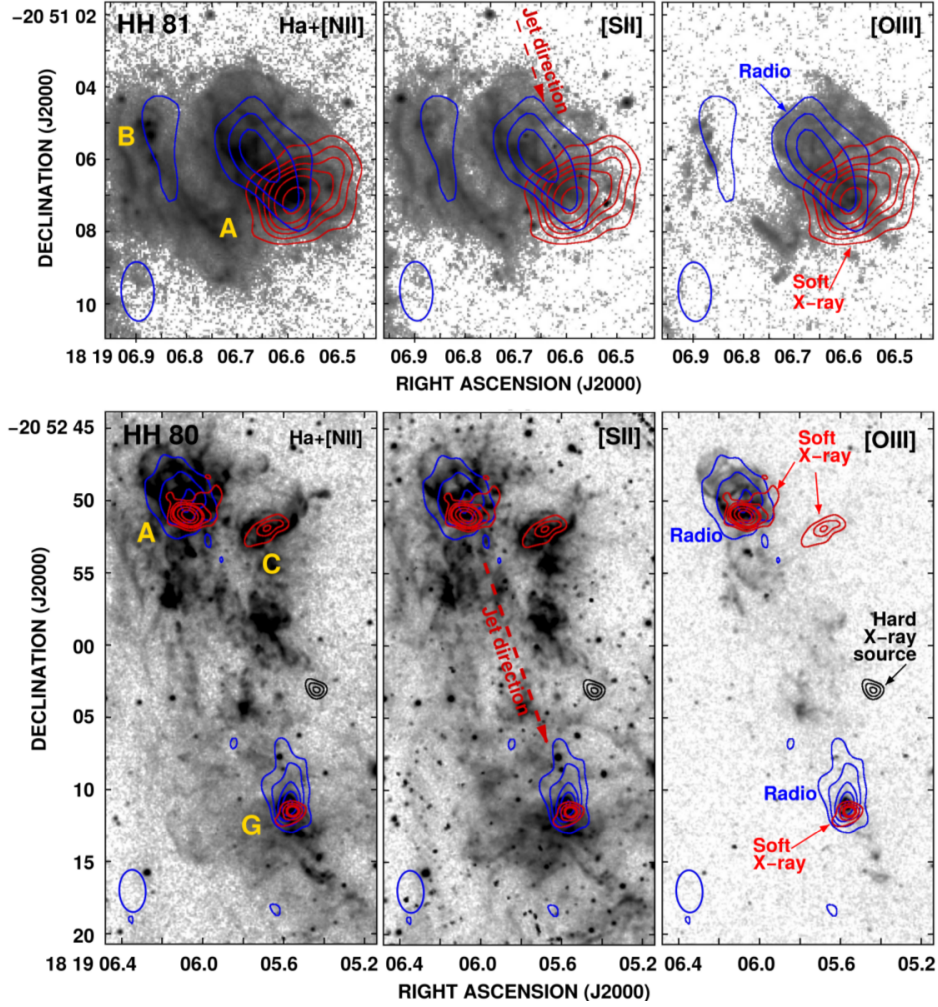 −20 51 02
04
06
08
10
DECLINATION (J2000)
HH 81
Ha+[NII]
B
A
[SII]
Jet direction
[OIII]
Radio
Soft
X−ray
18 19 06.9
06.8
06.7
06.6
06.5
06.9
06.8
06.7
06.6
06.5
06.9
06.8
06.7
06.6
06.5
RIGHT ASCENSION (J2000)
−20 52 45
50
55
00
05
10
15
20
DECLINATION (J2000)
HH 80
Ha+[NII]
A
C
G
[SII]
Jet direction
[OIII]
Soft
X−ray
Radio
Hard
X−ray
source
Radio
Soft
X−ray
18 19 06.4
06.0
05.6
05.2
06.4
06.0
05.6
05.2
06.4
06.0
05.6
05.2
RIGHT ASCENSION (J2000)